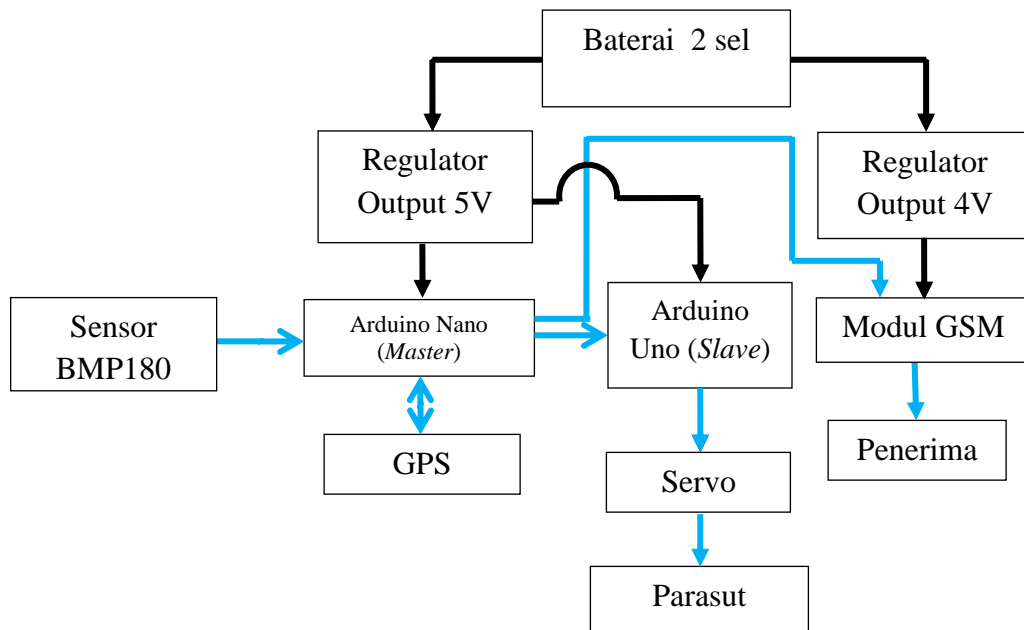 Baterai 2 sel
Regulator
Output 5V
Regulator
Output 4V
Sensor
BMP180
Arduino Nano
(Master)
Arduino
Uno (Slave)
Modul GSM
GPS
Servo
Penerima
Parasut